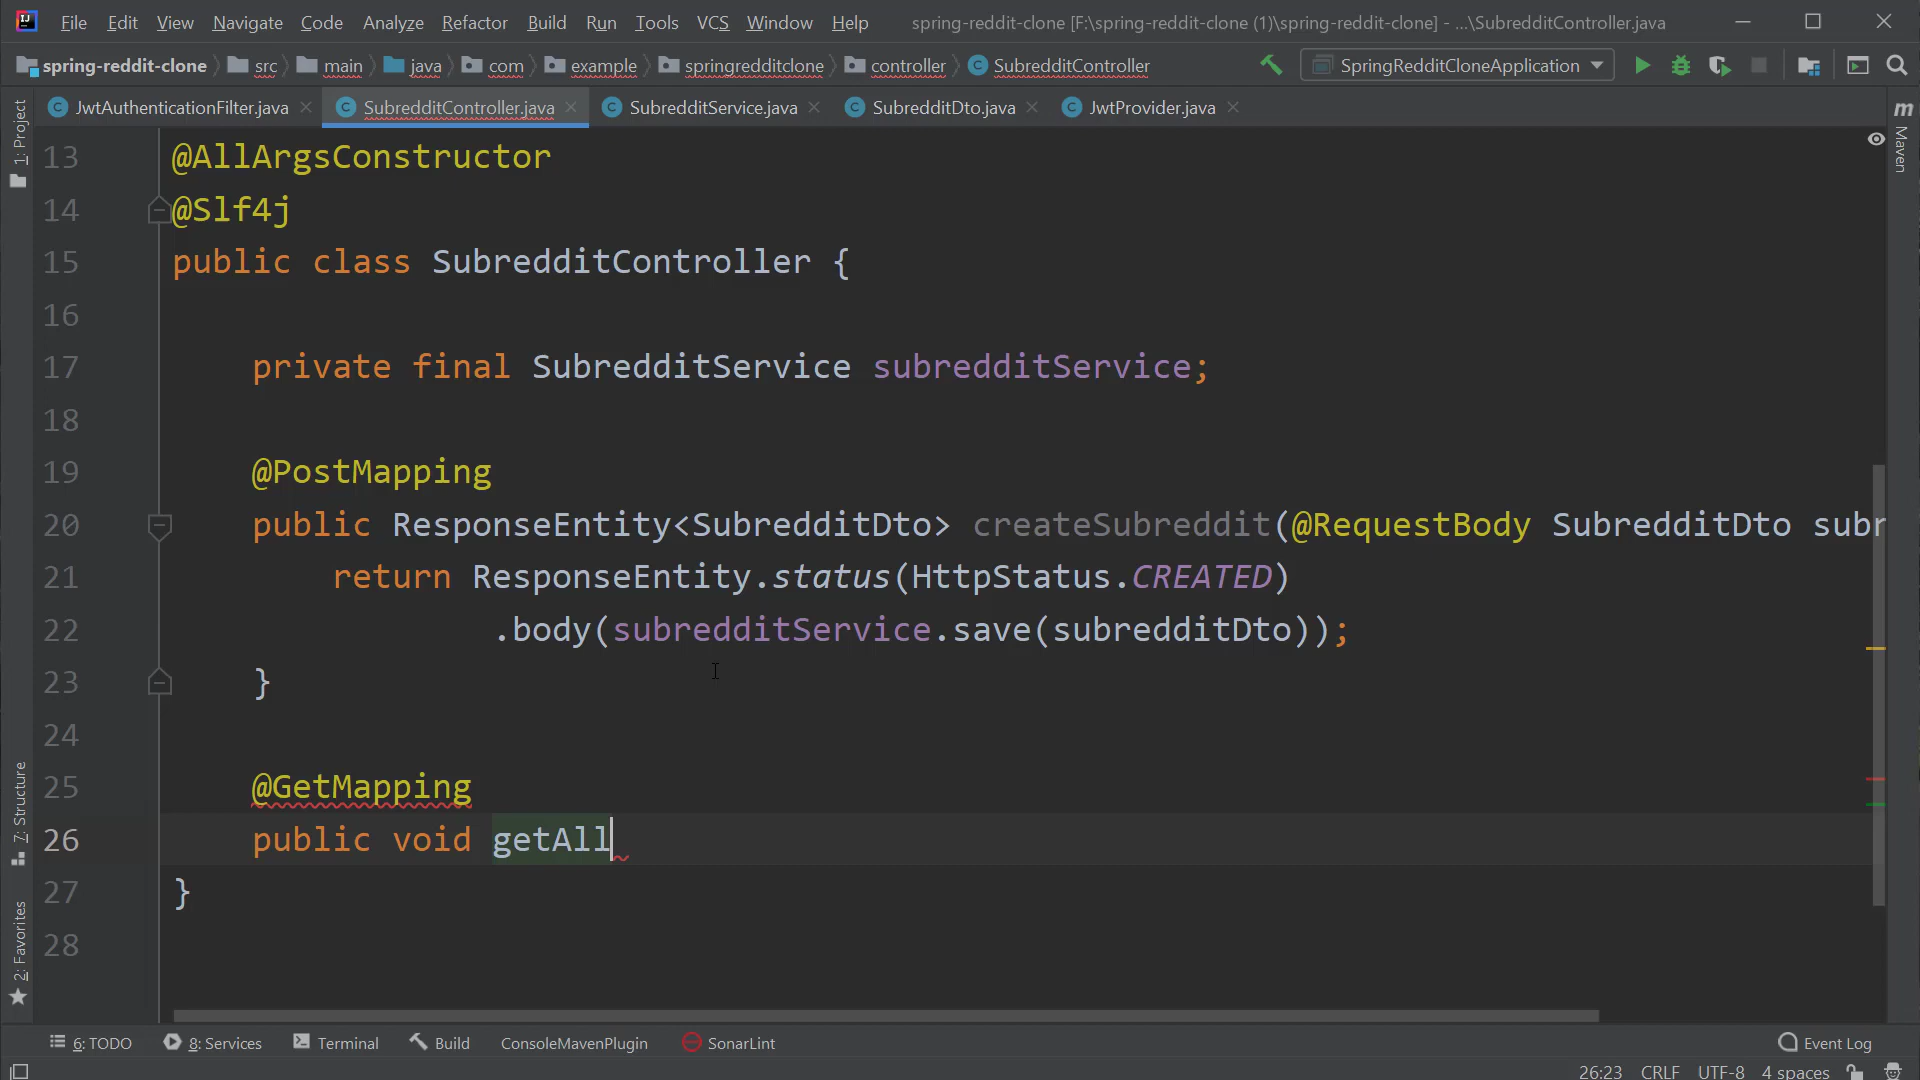 File Edit View Navigate Code Analyze Refactor Build Run Tools VCS Window Help spring-reddit-clone [F:\spring-reddit-clone (1)\spring-reddit-clone] - ...\SubredditController.java
spring-reddit-clone src main java com example springredditclone controller SubredditController SpringRedditCloneApplication
JwtAuthenticationFilter.java SubredditController.java SubredditService.java SubredditDto.java JwtProvider.java
1: Project
Maven
13 @AllArgsConstructor
14 @Slf4j
15 public class SubredditController {
16
17 private final SubredditService subredditService;
18
19 @PostMapping
20 public ResponseEntity<SubredditDto> createSubreddit(@RequestBody SubredditDto subr
21 return ResponseEntity.status(HttpStatus.CREATED)
22 .body(subredditService.save(subredditDto));
23 }
24
25 @GetMapping
26 public void getAll
27 }
28
7: Structure
2: Favorites
6: TODO 8: Services Terminal Build ConsoleMavenPlugin SonarLint Event Log
26:23 CRLF UTF-8 4 spaces